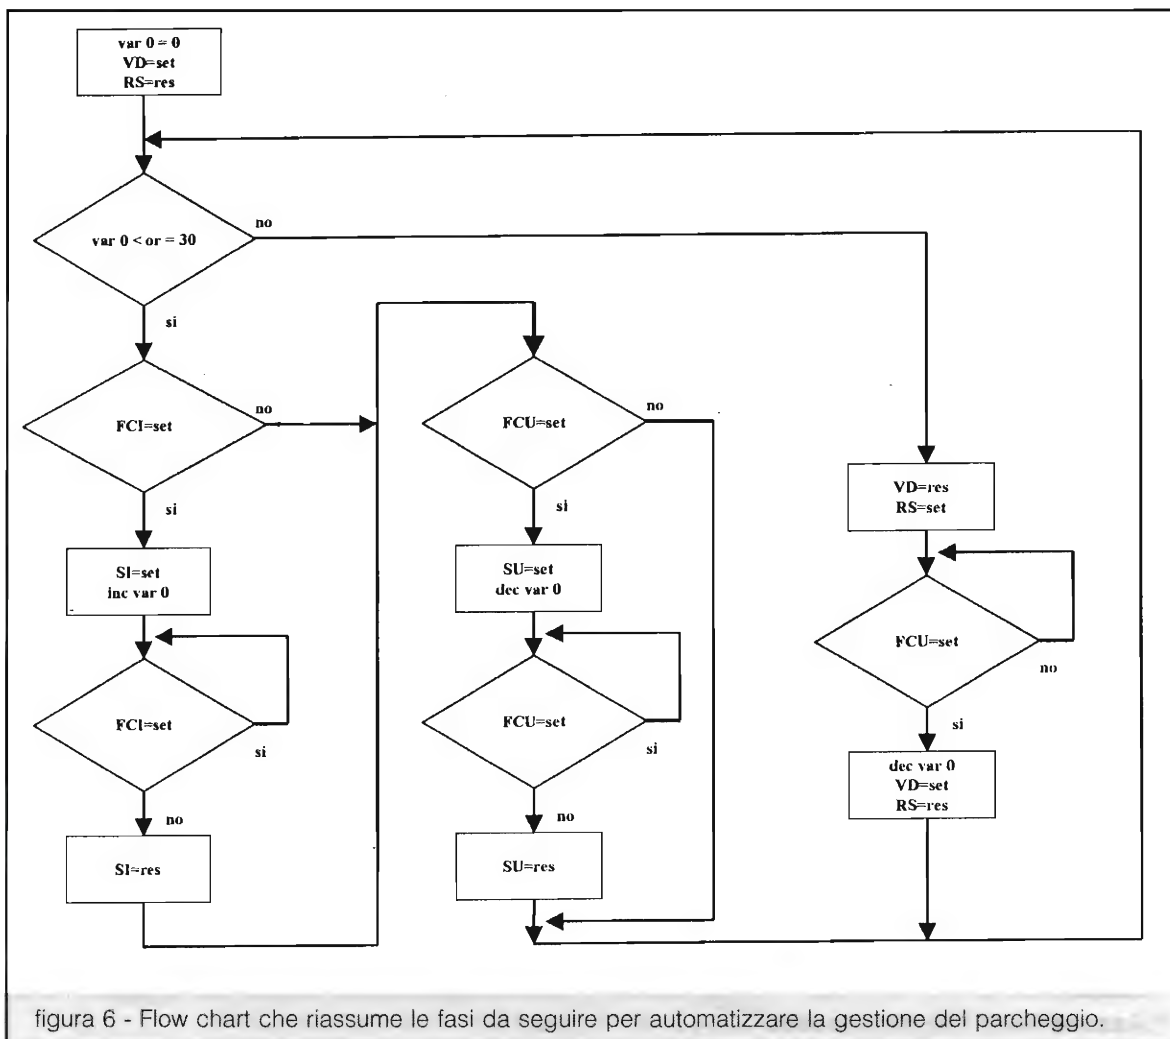 var 0 = 0
VD=set
RS=res
var 0 < or = 30
no
si
FCI=set
no
si
SI=set
inc var 0
FCI=set
si
no
SI=res
FCU=set
no
si
SU=set
dec var 0
FCU=set
si
no
SU=res
VD=res
RS=set
FCU=set
no
si
dec var 0
VD=set
RS=res
figura 6 - Flow chart che riassume le fasi da seguire per automatizzare la gestione del parcheggio.